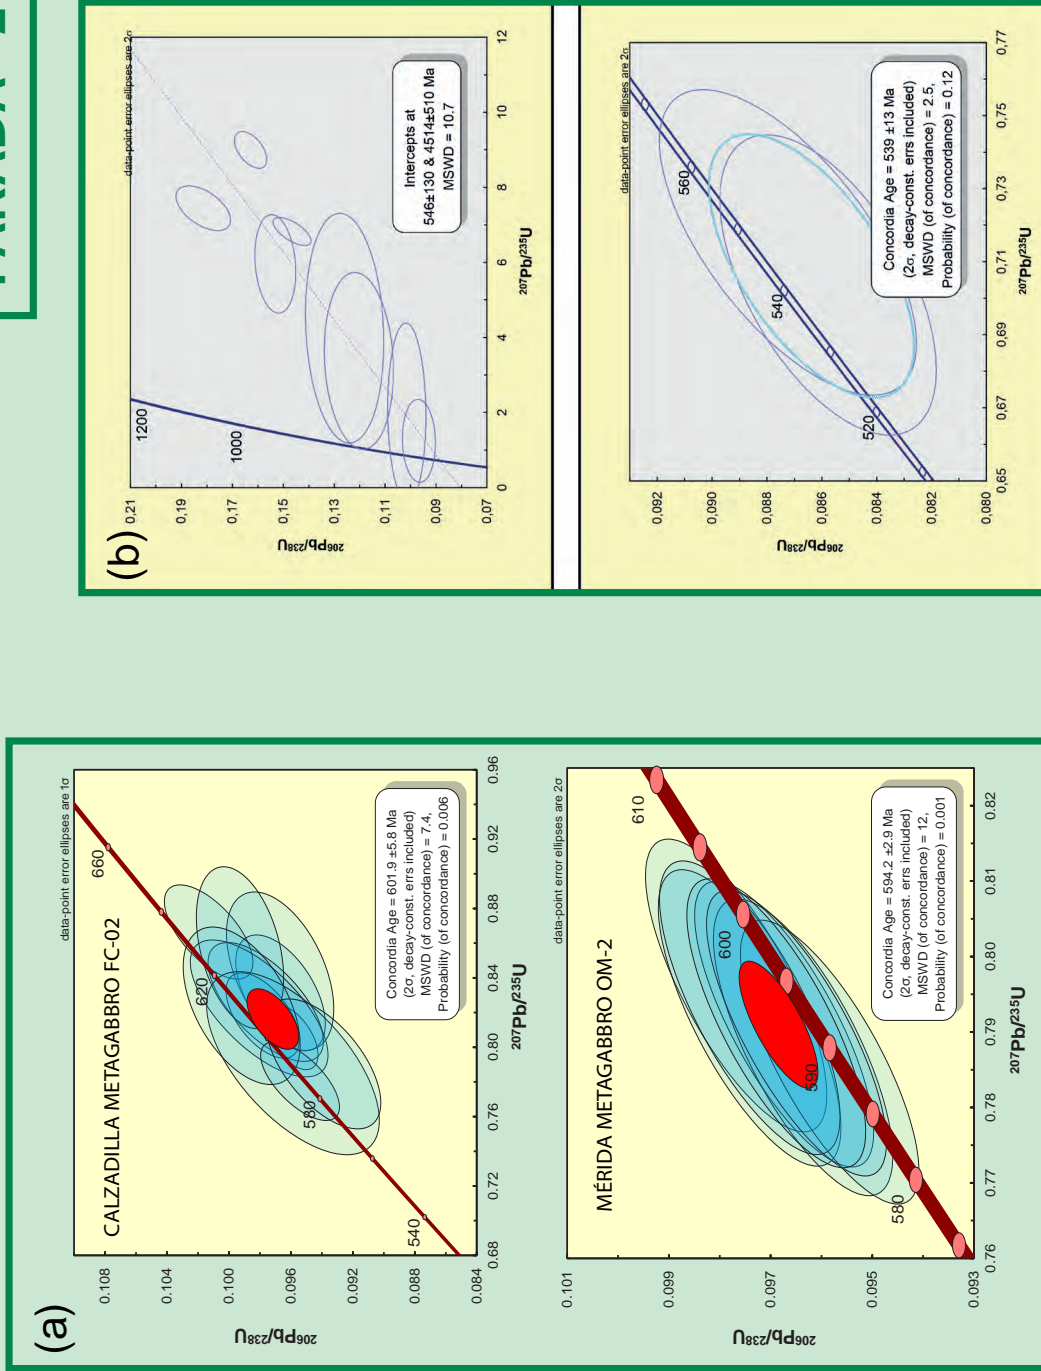 PARADA 2
(a)
data-point error ellipses are 1σ
CALZADILLA METAGABBRO FC-02
660
620
580
540
0.108
0.104
0.100
0.096
0.092
0.088
0.084
206Pb/238U
0.68
0.72
0.76
0.80
0.84
0.88
0.92
0.96
207Pb/235U
Concordia Age = 601.9 ±5.8 Ma
(2σ, decay-const. errs included)
MSWD (of concordance) = 7.4,
Probability (of concordance) = 0.006
data-point error ellipses are 2σ
MÉRIDA METAGABBRO OM-2
610
600
590
580
0.101
0.099
0.097
0.095
0.093
206Pb/238U
0.76
0.77
0.78
0.79
0.80
0.81
0.82
207Pb/235U
Concordia Age = 594.2 ±2.9 Ma
(2σ, decay-const. errs included)
MSWD (of concordance) = 12,
Probability (of concordance) = 0.001
(b)
data-point error ellipses are 2σ
1200
1000
0,21
0,19
0,17
0,15
0,13
0,11
0,09
0,07
206Pb/238U
0
2
4
6
8
10
12
207Pb/235U
Intercepts at
546±130 & 4514±510 Ma
MSWD = 10.7
data-point error ellipses are 2σ
560
540
520
0,092
0,090
0,088
0,086
0,084
0,082
0,080
206Pb/238U
0,65
0,67
0,69
0,71
0,73
0,75
0,77
207Pb/235U
Concordia Age = 539 ±13 Ma
(2σ, decay-const. errs included)
MSWD (of concordance) = 2.5,
Probability (of concordance) = 0.12